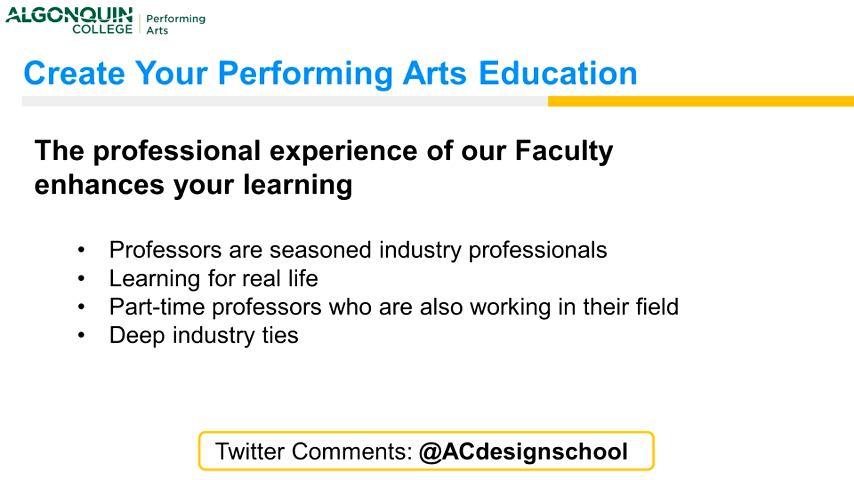 ALGONQUIN
COLLEGE
Performing
Arts
Create Your Performing Arts Education
The professional experience of our Faculty
enhances your learning
• Professors are seasoned industry professionals
• Learning for real life
• Part-time professors who are also working in their field
• Deep industry ties
Twitter Comments: @ACdesignschool